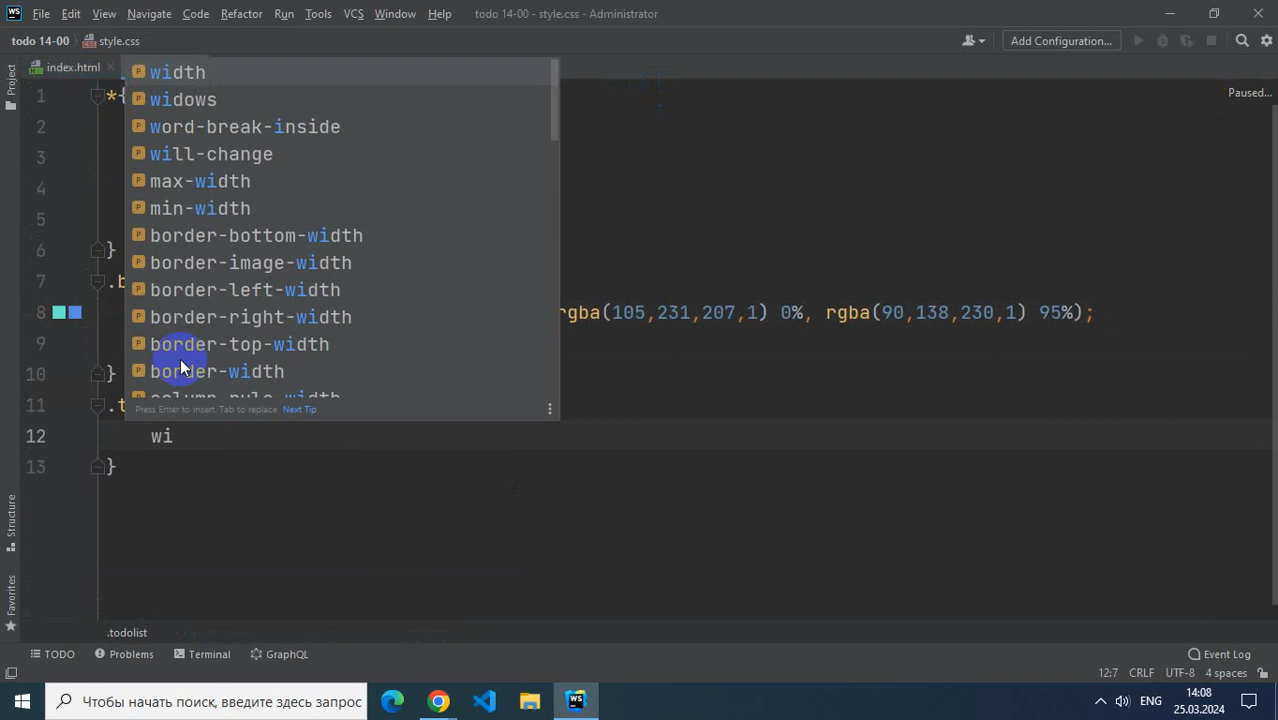 File Edit View Navigate Code Refactor Run Tools VCS Window Help todo 14-00 - style.css - Administrator
todo 14-00 style.css Add Configuration...
Project
index.html
Paused...
1 *{
2
3
4
5
6 }
7 .b
8 rgba(105,231,207,1) 0%, rgba(90,138,230,1) 95%);
9
10 }
11 .t
12 wi
13 }
width
widows
word-break-inside
will-change
max-width
min-width
border-bottom-width
border-image-width
border-left-width
border-right-width
border-top-width
border-width
column-rule-width
Press Enter to insert, Tab to replace Next Tip
Structure
Favorites
.todolist
TODO Problems Terminal GraphQL Event Log
12:7 CRLF UTF-8 4 spaces
Чтобы начать поиск, введите здесь запрос
ENG
14:08
25.03.2024